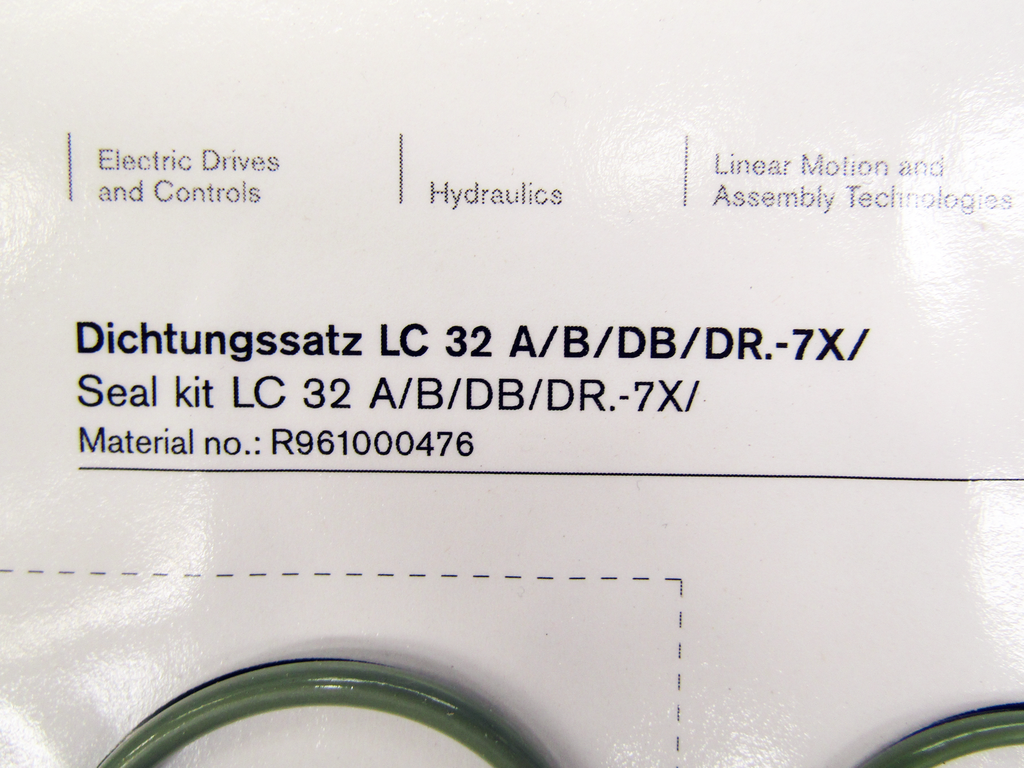 Electric Drives
and Controls
Hydraulics
Linear Motion and
Assembly Technologies
Dichtungssatz LC 32 A/B/DB/DR.-7X/
Seal kit LC 32 A/B/DB/DR.-7X/
Material no.: R961000476